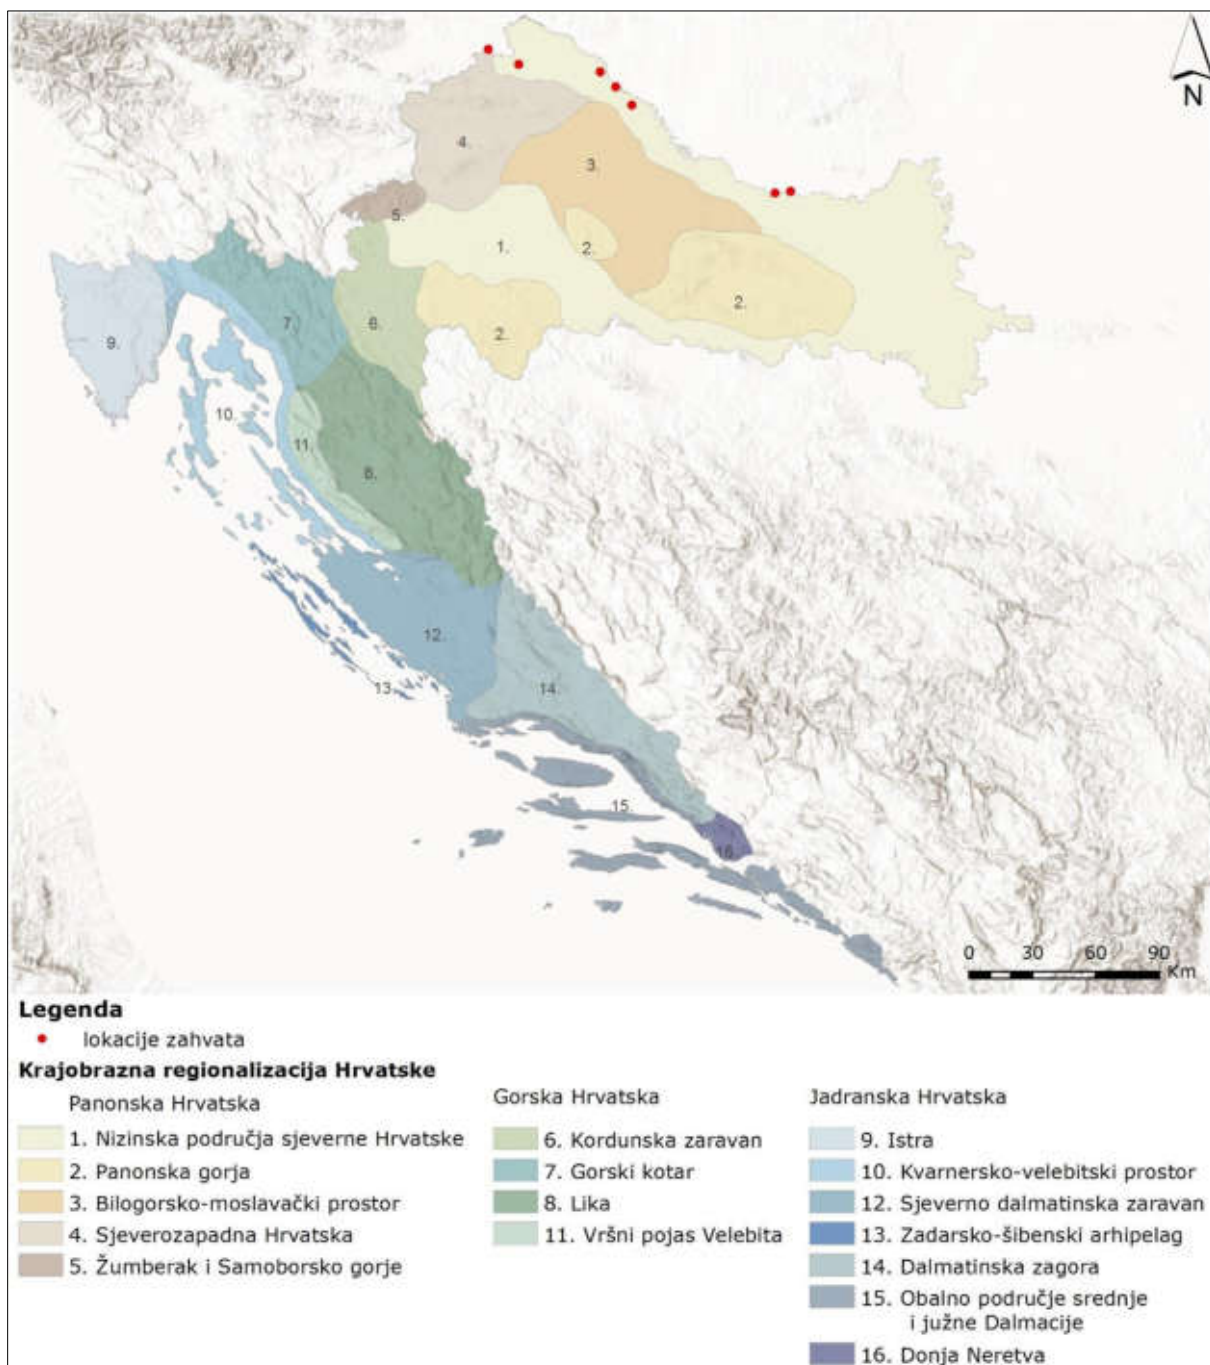 N
4.
3.
5.
1.
2.
2.
7.
6.
2.
9.
10.
11.
8.
12.
13.
14.
15.
16.
0 30 60 90
Km
Legenda
lokacije zahvata
Krajobrazna regionalizacija Hrvatske
Panonska Hrvatska
1. Nizinska područja sjeverne Hrvatske
2. Panonska gorja
3. Bilogorsko-moslavački prostor
4. Sjeverozapadna Hrvatska
5. Žumberak i Samoborsko gorje
Gorska Hrvatska
6. Kordunska zaravan
7. Gorski kotar
8. Lika
11. Vršni pojas Velebita
Jadranska Hrvatska
9. Istra
10. Kvarnersko-velebitski prostor
12. Sjeverno dalmatinska zaravan
13. Zadarsko-šibenski arhipelag
14. Dalmatinska zagora
15. Obalno područje srednje
i južne Dalmacije
16. Donja Neretva